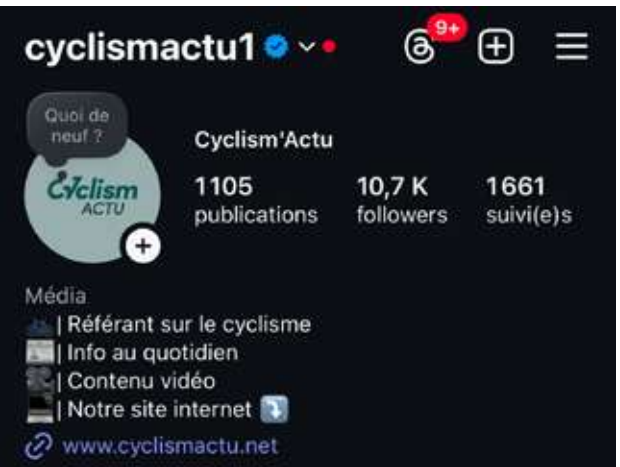 cyclismactu1
9+
Quoi de
neuf ?
Cyclism'Actu
Cyclism
ACTU
1105
10,7 K
1661
publications
followers
suivi(e)s
Média
| Référant sur le cyclisme
| Info au quotidien
| Contenu vidéo
| Notre site internet ⤵️
www.cyclismactu.net